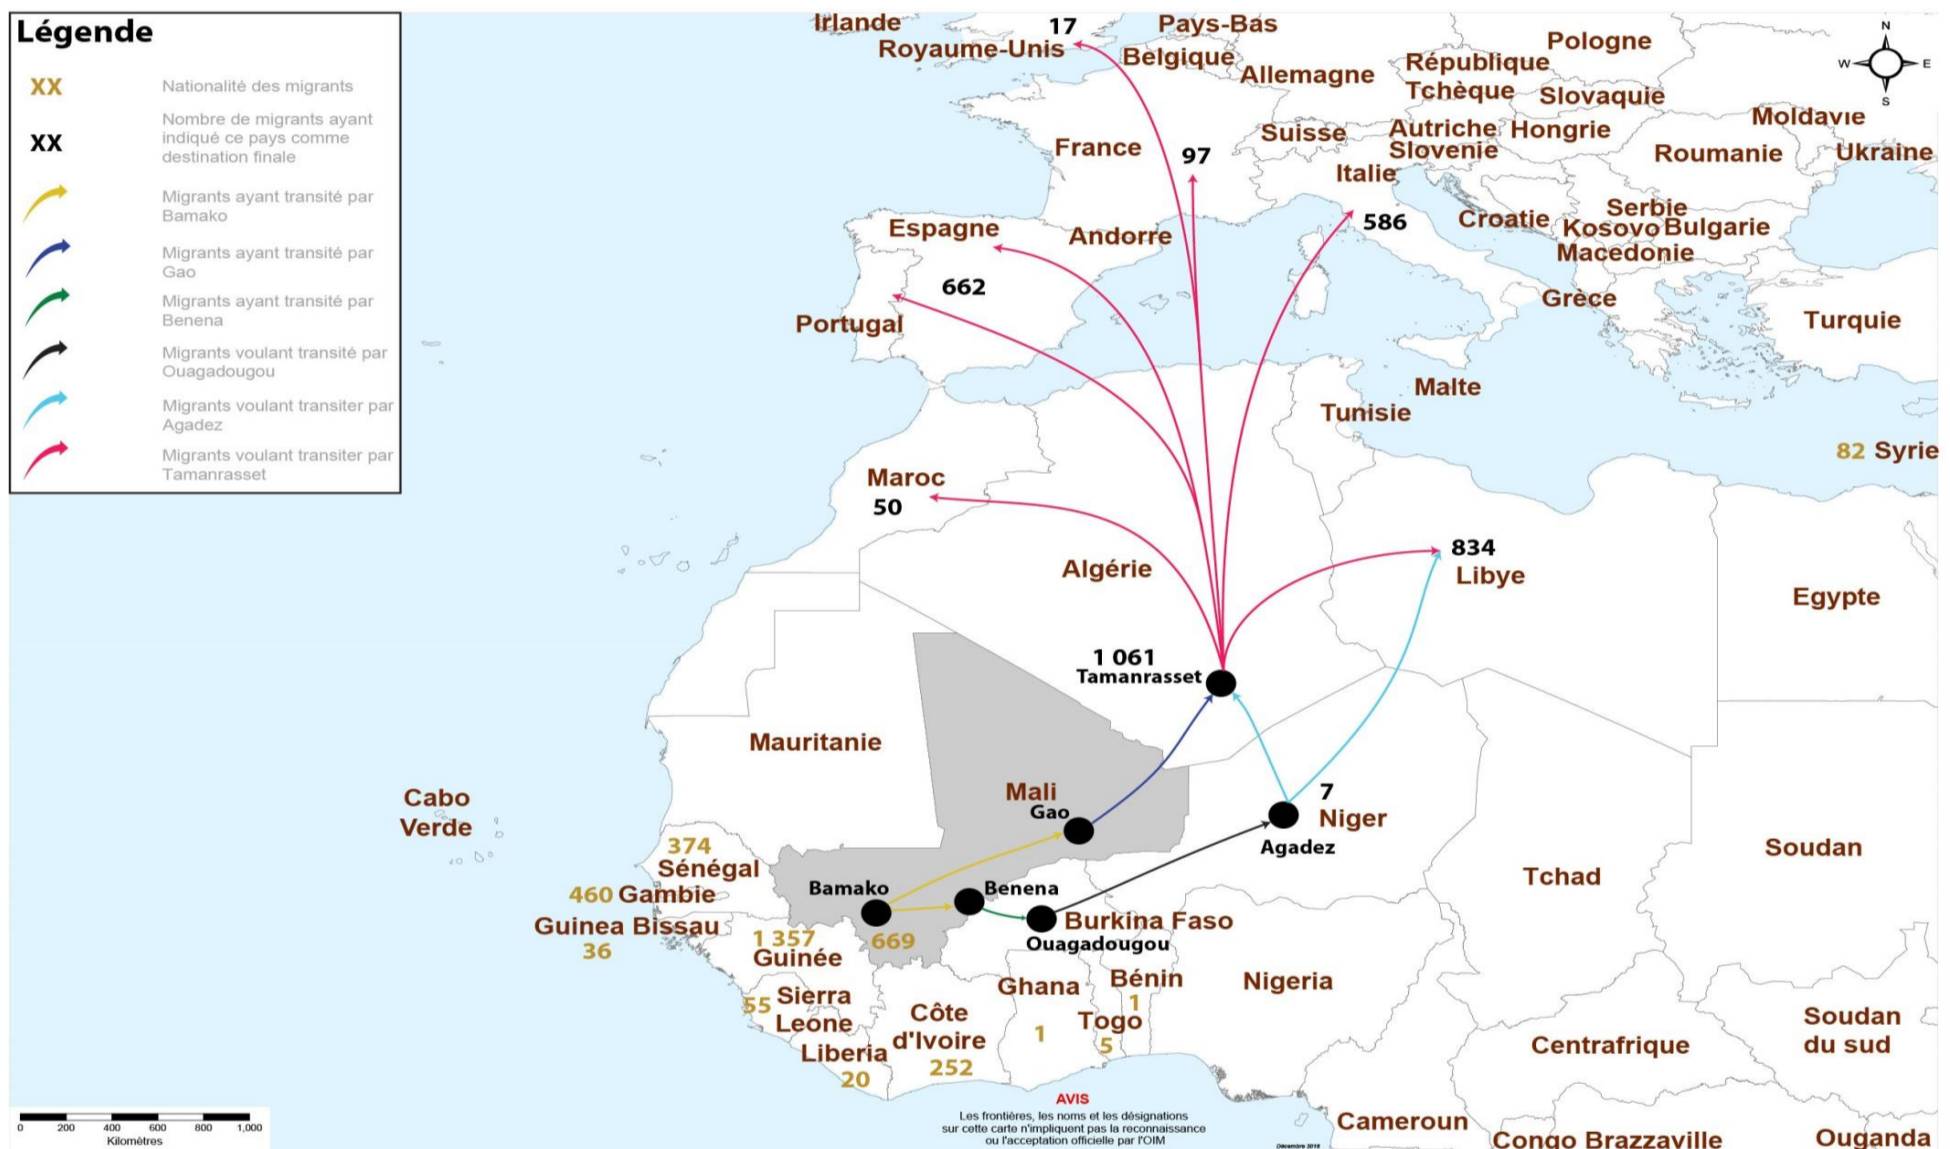 Légende
XX
Nationalité des migrants
XX
Nombre de migrants ayant
indiqué ce pays comme
destination finale
Migrants ayant transité par
Bamako
Migrants ayant transité par
Gao
Migrants ayant transité par
Benena
Migrants voulant transité par
Ouagadougou
Migrants voulant transiter par
Agadez
Migrants voulant transiter par
Tamanrasset
Irlande
17
Royaume-Unis
Pays-Bas
Belgique
Allemagne
Pologne
République
Tchèque
Slovaquie
N
W
E
S
France
97
Suisse
Autriche
Slovenie
Hongrie
Moldavie
Roumanie
Ukraine
Italie
586
Croatie
Serbie
Kosovo
Bulgarie
Macedonie
Espagne
Andorre
662
Portugal
Grèce
Turquie
Malte
Tunisie
82 Syrie
Maroc
50
Algérie
834
Libye
Egypte
1 061
Tamanrasset
Mauritanie
Mali
Gao
7
Niger
Agadez
Cabo
Verde
374
Sénégal
460 Gambie
Guinea Bissau
36
Bamako
Benena
Burkina Faso
Ouagadougou
Tchad
Soudan
1 357
Guinée
669
55
Sierra
Leone
Liberia
20
Côte
d'Ivoire
252
Ghana
1
Bénin
1
Togo
5
Nigeria
Centrafrique
Soudan
du sud
Cameroun
Congo Brazzaville
Ouganda
0 200 400 600 800 1,000
Kilomètres
AVIS
Les frontières, les noms et les désignations
sur cette carte n'impliquent pas la reconnaissance
ou l'acceptation officielle par l'OIM